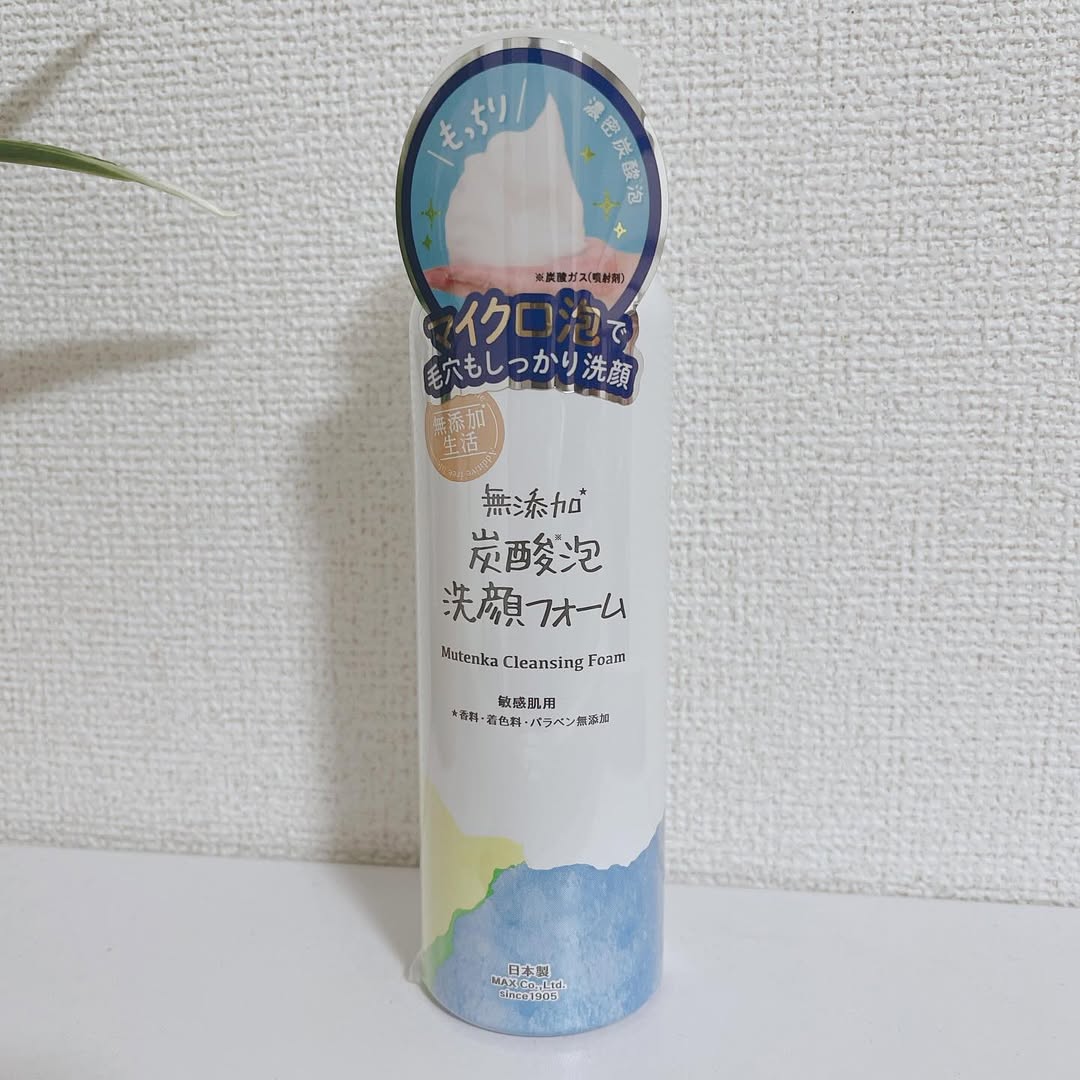 \もっちり/
濃密炭酸泡
※炭酸ガス(噴射剤)
マイクロ泡で
毛穴もしっかり洗顔
無添加
生活
無添加★
炭酸※泡
洗顔フォーム
Mutenka Cleansing Foam
敏感肌用
★香料・着色料・パラベン無添加
日本製
MAX Co.,Ltd.
since1905